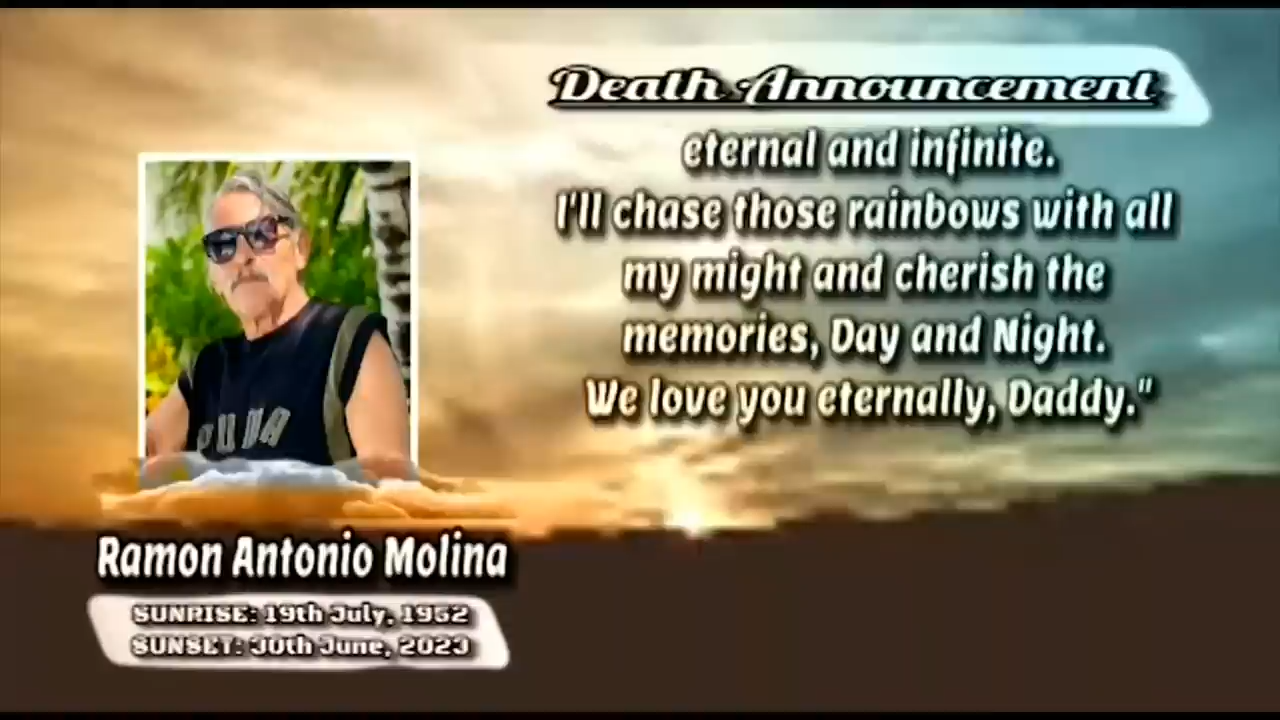 Death Announcement
eternal and infinite.
I'll chase those rainbows with all
my might and cherish the
memories, Day and Night.
We love you eternally, Daddy."
Ramon Antonio Molina
SUNRISE: 19th July, 1952
SUNSET: 30th June, 2023